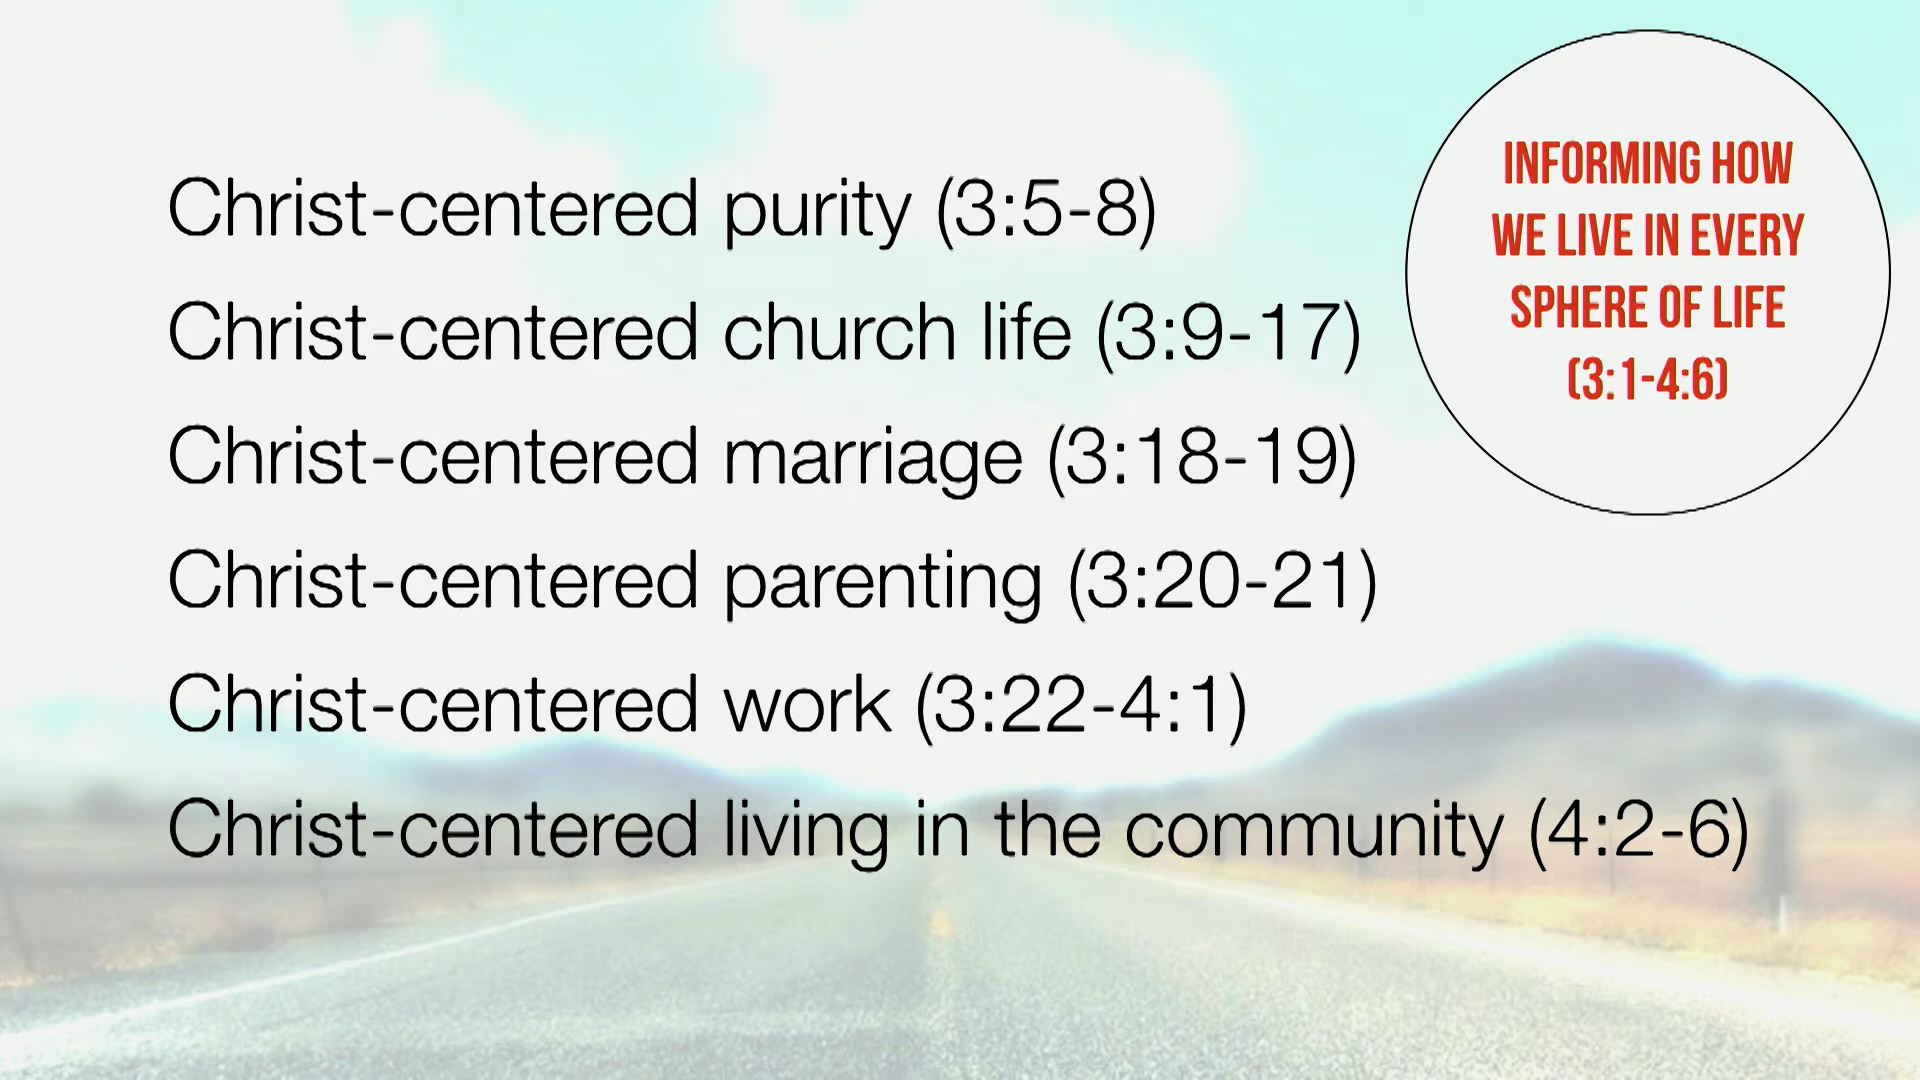 Christ-centered purity (3:5-8)
Christ-centered church life (3:9-17)
Christ-centered marriage (3:18-19)
Christ-centered parenting (3:20-21)
Christ-centered work (3:22-4:1)
Christ-centered living in the community (4:2-6)
INFORMING HOW
WE LIVE IN EVERY
SPHERE OF LIFE
(3:1-4:6)